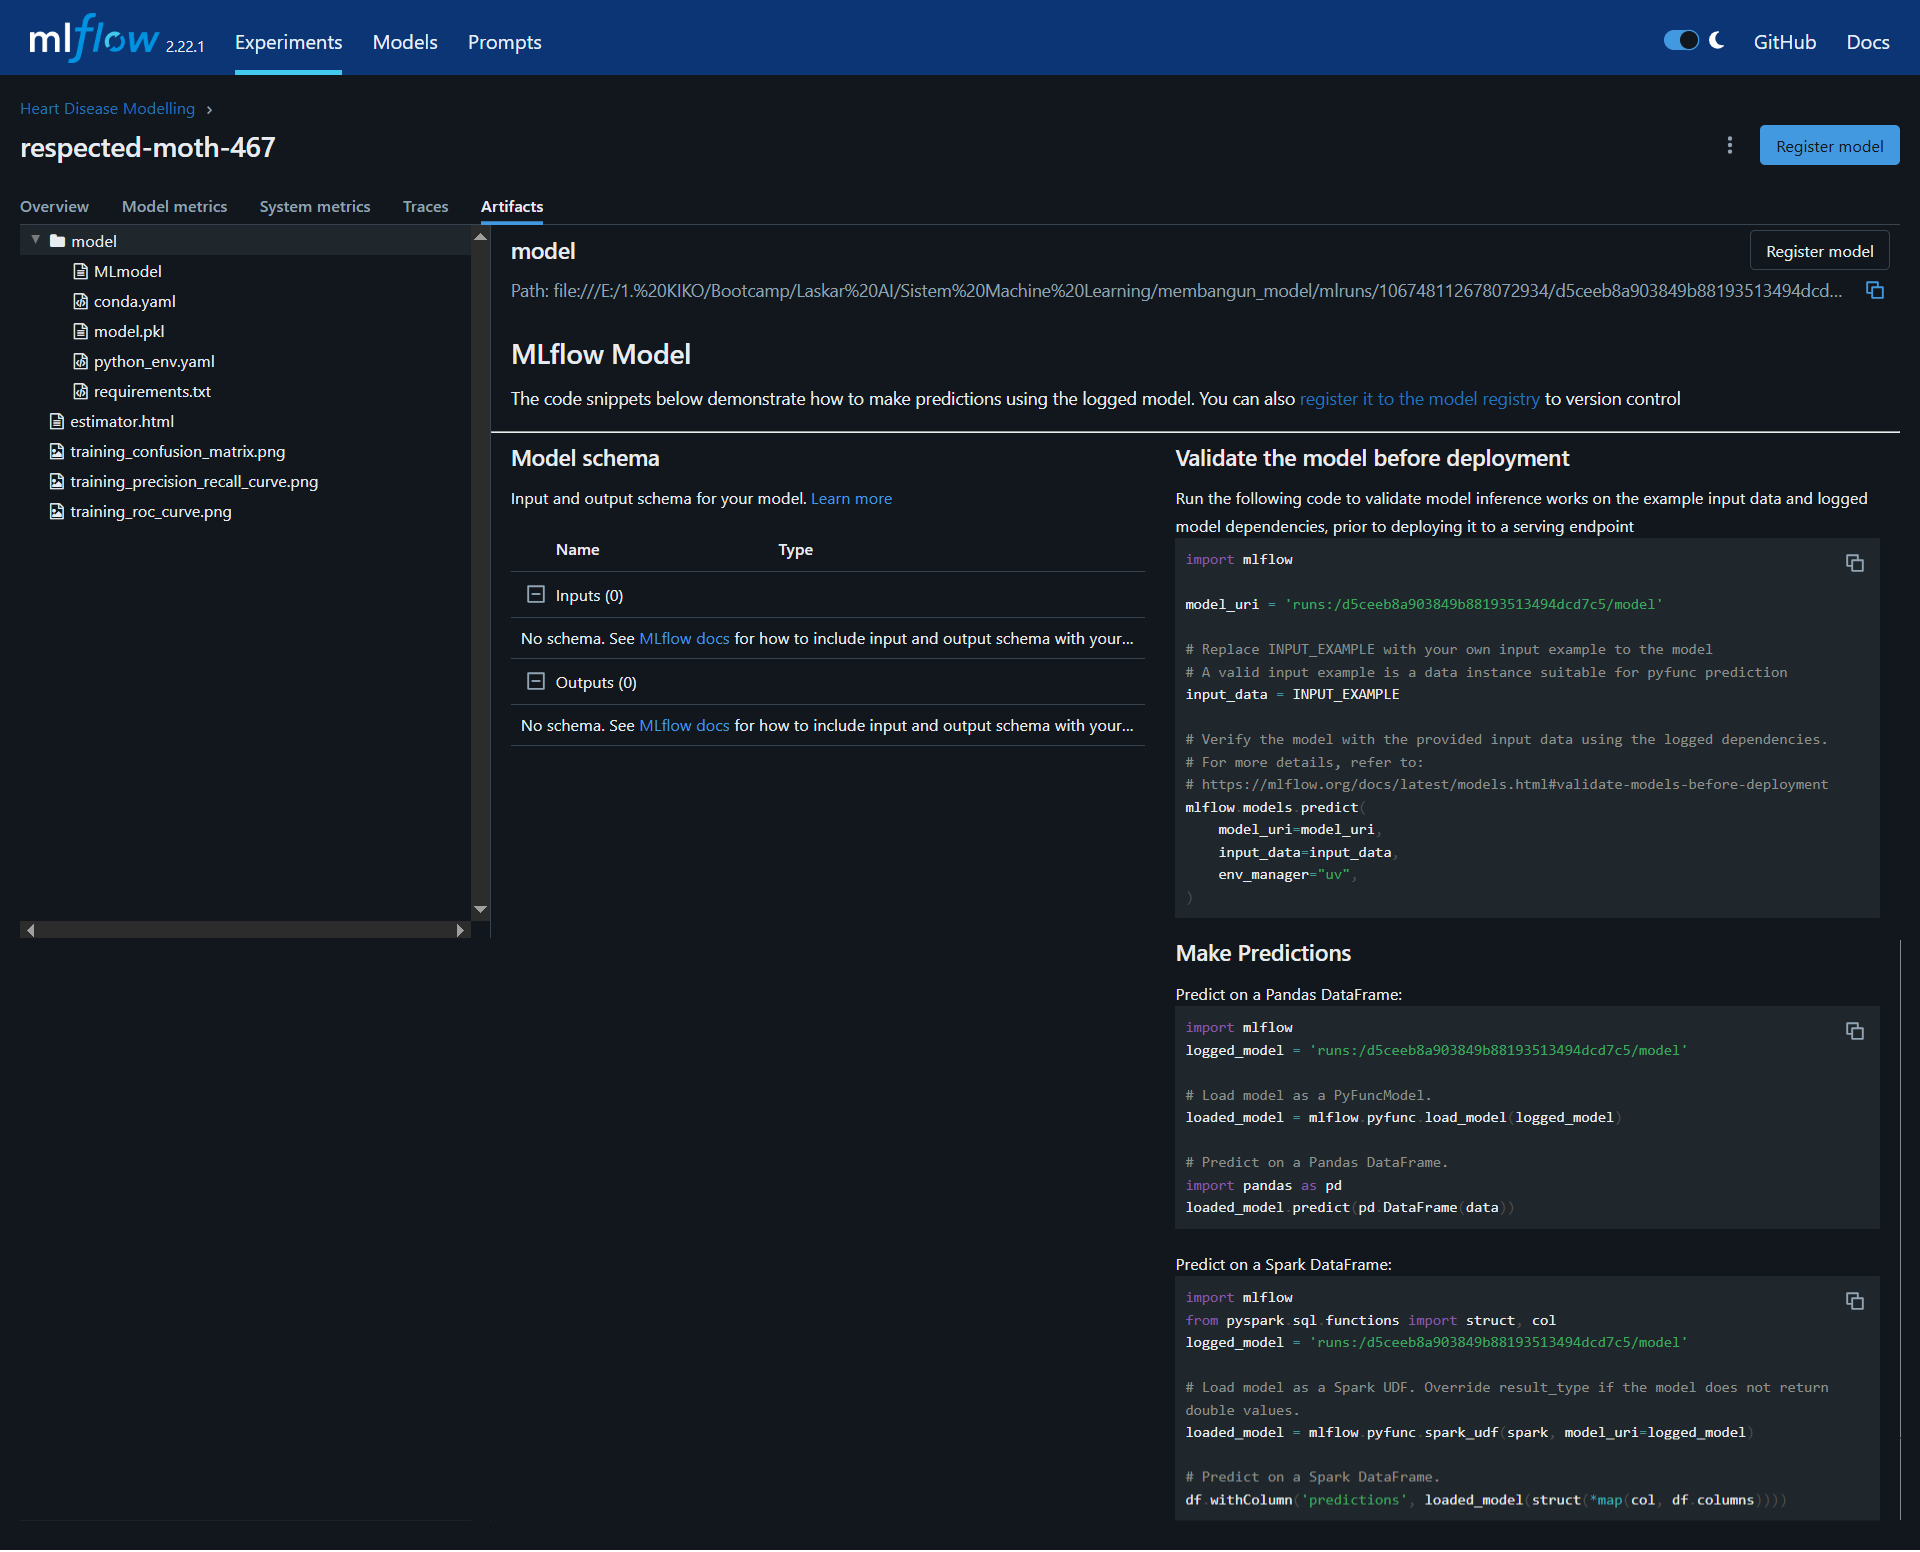 mlflow 2.22.1 Experiments Models Prompts GitHub Docs
Heart Disease Modelling ›
respected-moth-467
Register model
Overview Model metrics System metrics Traces Artifacts
model
MLmodel
conda.yaml
model.pkl
python_env.yaml
requirements.txt
estimator.html
training_confusion_matrix.png
training_precision_recall_curve.png
training_roc_curve.png
model
Register model
Path: file:///E:/1.%20KIKO/Bootcamp/Laskar%20AI/Sistem%20Machine%20Learning/membangun_model/mlruns/106748112678072934/d5ceeb8a903849b88193513494dcd...
MLflow Model
The code snippets below demonstrate how to make predictions using the logged model. You can also register it to the model registry to version control
Model schema
Input and output schema for your model. Learn more
Name Type
Inputs (0)
No schema. See MLflow docs for how to include input and output schema with your...
Outputs (0)
No schema. See MLflow docs for how to include input and output schema with your...
Validate the model before deployment
Run the following code to validate model inference works on the example input data and logged
model dependencies, prior to deploying it to a serving endpoint
import mlflow
model_uri = 'runs:/d5ceeb8a903849b88193513494dcd7c5/model'
# Replace INPUT_EXAMPLE with your own input example to the model
# A valid input example is a data instance suitable for pyfunc prediction
input_data = INPUT_EXAMPLE
# Verify the model with the provided input data using the logged dependencies.
# For more details, refer to:
# https://mlflow.org/docs/latest/models.html#validate-models-before-deployment
mlflow.models.predict(
model_uri=model_uri,
input_data=input_data,
env_manager="uv",
)
Make Predictions
Predict on a Pandas DataFrame:
import mlflow
logged_model = 'runs:/d5ceeb8a903849b88193513494dcd7c5/model'
# Load model as a PyFuncModel.
loaded_model = mlflow.pyfunc.load_model(logged_model)
# Predict on a Pandas DataFrame.
import pandas as pd
loaded_model.predict(pd.DataFrame(data))
Predict on a Spark DataFrame:
import mlflow
from pyspark.sql.functions import struct, col
logged_model = 'runs:/d5ceeb8a903849b88193513494dcd7c5/model'
# Load model as a Spark UDF. Override result_type if the model does not return
double values.
loaded_model = mlflow.pyfunc.spark_udf(spark, model_uri=logged_model)
# Predict on a Spark DataFrame.
df.withColumn('predictions', loaded_model(struct(*map(col, df.columns))))